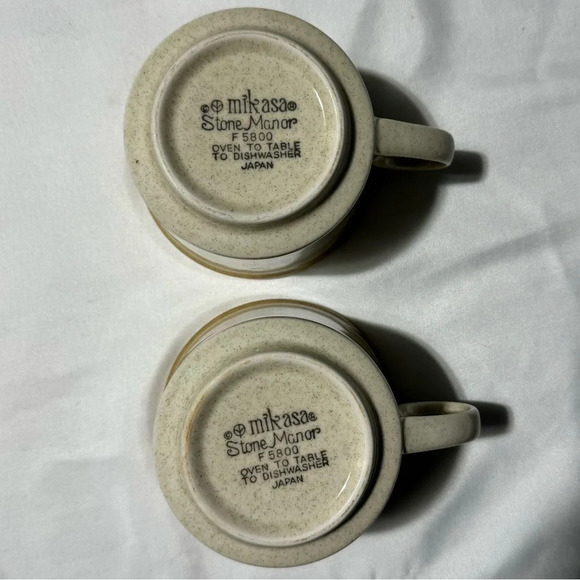 © mikasa®
Stone Manor
F 5800
OVEN TO TABLE
TO DISHWASHER
JAPAN
© mikasa®
Stone Manor
F 5800
OVEN TO TABLE
TO DISHWASHER
JAPAN